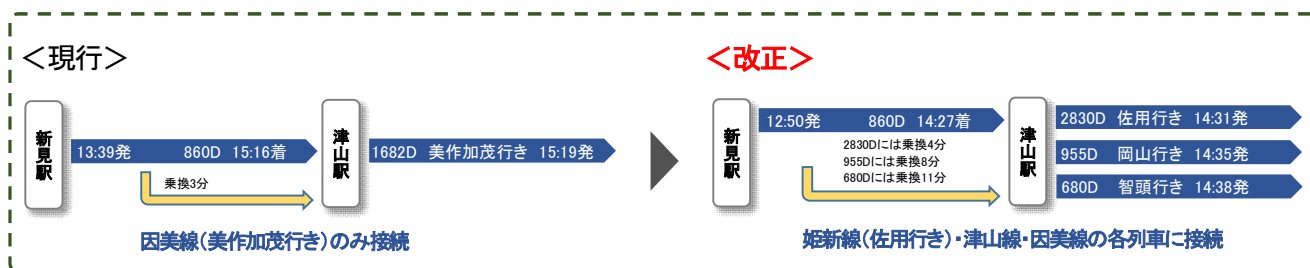 ＜現行＞
新見駅
13:39発 860D 15:16着
乗換3分
津山駅
1682D 美作加茂行き 15:19発
因美線(美作加茂行き)のみ接続
＜改正＞
新見駅
12:50発 860D 14:27着
2830Dには乗換4分
955Dには乗換8分
680Dには乗換11分
津山駅
2830D 佐用行き 14:31発
955D 岡山行き 14:35発
680D 智頭行き 14:38発
姫新線(佐用行き)・津山線・因美線の各列車に接続